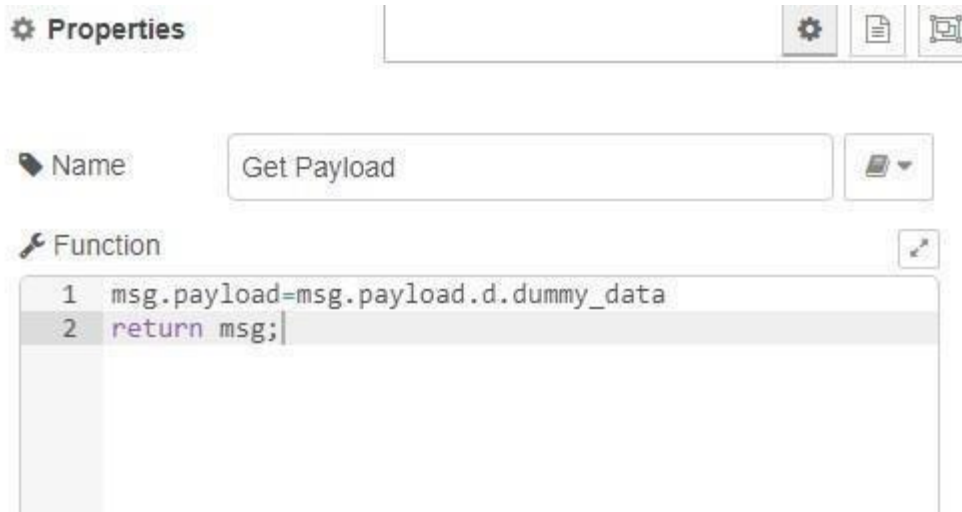 Properties
Name
Get Payload
Function
1 msg.payload=msg.payload.d.dummy_data
2 return msg;